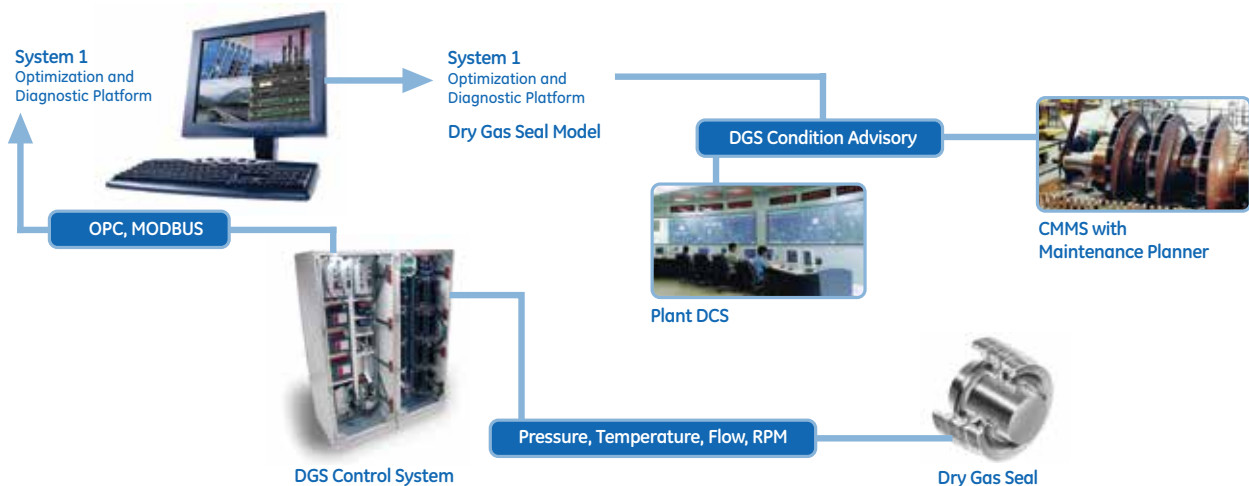 System 1
Optimization and
Diagnostic Platform
System 1
Optimization and
Diagnostic Platform
Dry Gas Seal Model
DGS Condition Advisory
OPC, MODBUS
CMMS with
Maintenance Planner
Plant DCS
Pressure, Temperature, Flow, RPM
DGS Control System
Dry Gas Seal